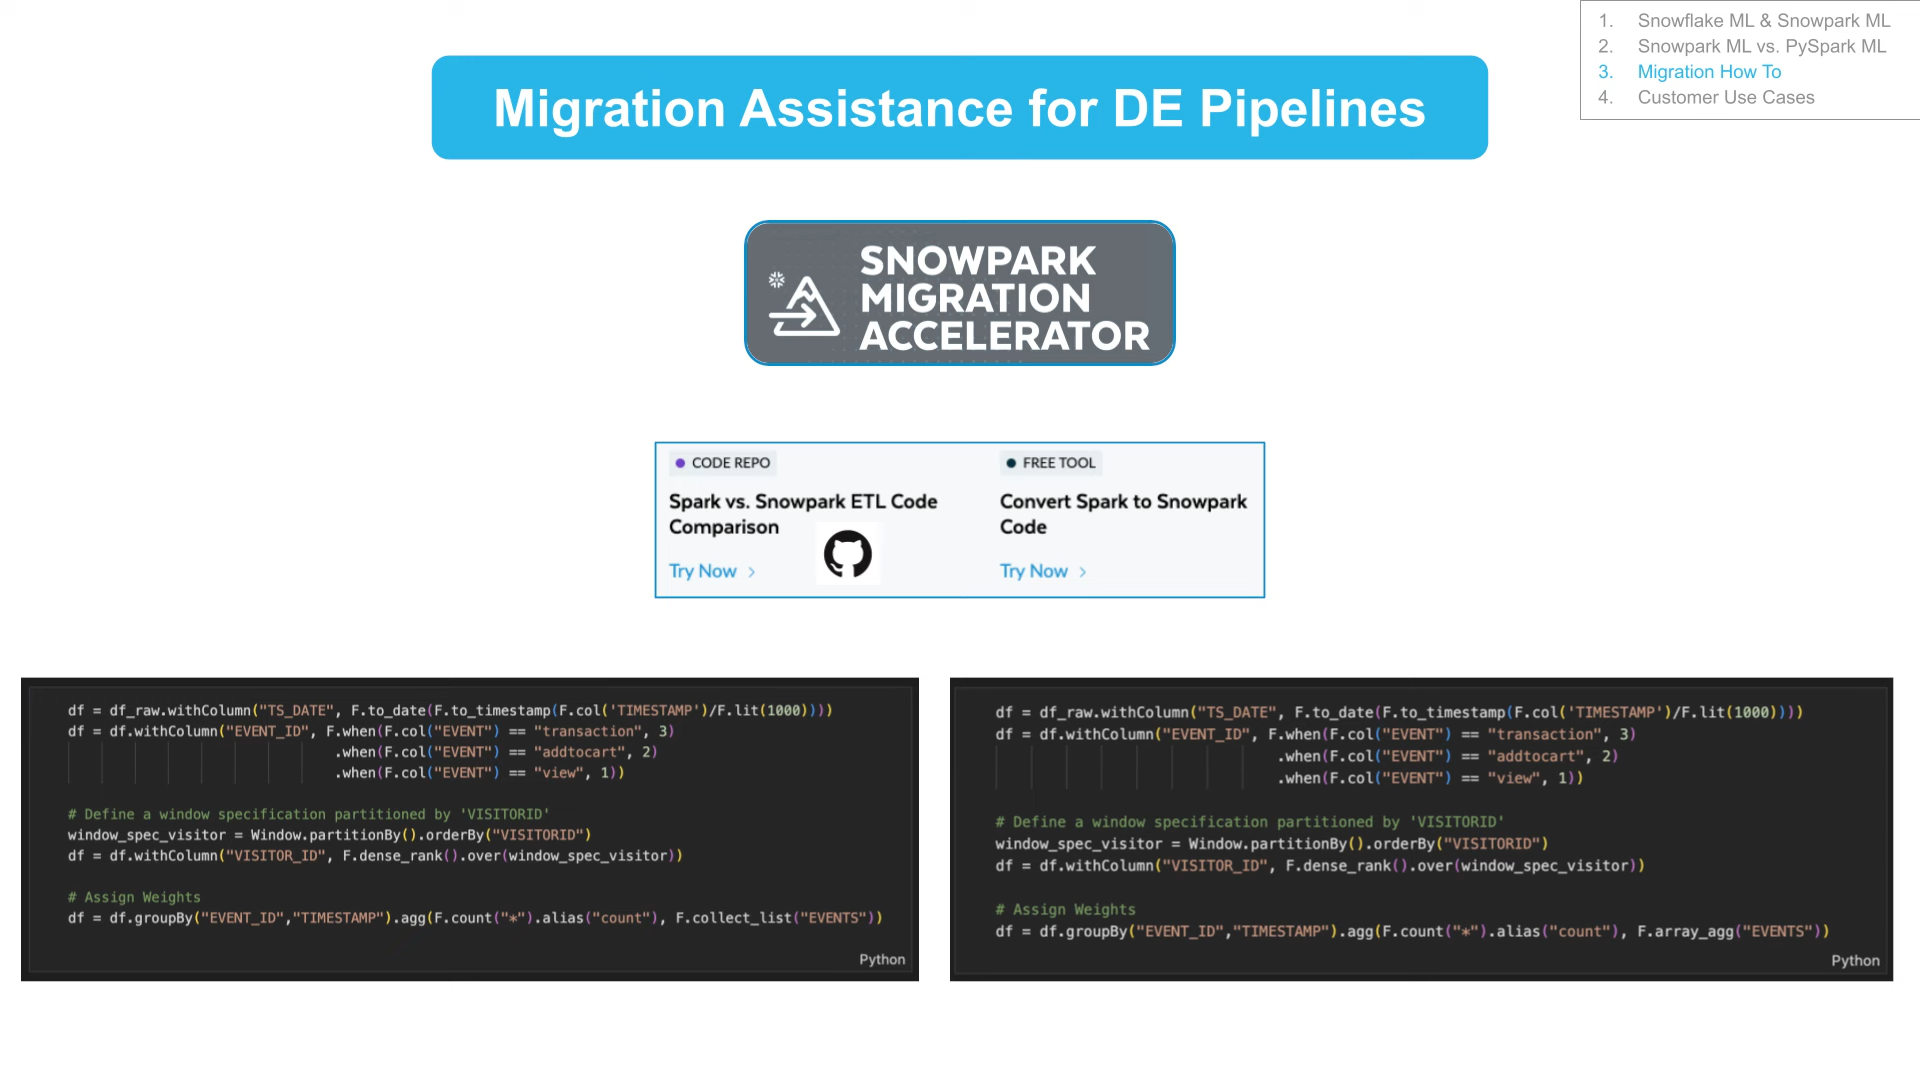 1. Snowflake ML & Snowpark ML
2. Snowpark ML vs. PySpark ML
3. Migration How To
4. Customer Use Cases
Migration Assistance for DE Pipelines
SNOWPARK
MIGRATION
ACCELERATOR
CODE REPO
Spark vs. Snowpark ETL Code
Comparison
Try Now >
FREE TOOL
Convert Spark to Snowpark
Code
Try Now >
df = df_raw.withColumn("TS_DATE", F.to_date(F.to_timestamp(F.col('TIMESTAMP')/F.lit(1000))))
df = df.withColumn("EVENT_ID", F.when(F.col("EVENT") == "transaction", 3)
.when(F.col("EVENT") == "addtocart", 2)
.when(F.col("EVENT") == "view", 1))
# Define a window specification partitioned by 'VISITORID'
window_spec_visitor = Window.partitionBy().orderBy("VISITORID")
df = df.withColumn("VISITOR_ID", F.dense_rank().over(window_spec_visitor))
# Assign Weights
df = df.groupBy("EVENT_ID","TIMESTAMP").agg(F.count("*").alias("count"), F.collect_list("EVENTS"))
Python
df = df_raw.withColumn("TS_DATE", F.to_date(F.to_timestamp(F.col('TIMESTAMP')/F.lit(1000))))
df = df.withColumn("EVENT_ID", F.when(F.col("EVENT") == "transaction", 3)
.when(F.col("EVENT") == "addtocart", 2)
.when(F.col("EVENT") == "view", 1))
# Define a window specification partitioned by 'VISITORID'
window_spec_visitor = Window.partitionBy().orderBy("VISITORID")
df = df.withColumn("VISITOR_ID", F.dense_rank().over(window_spec_visitor))
# Assign Weights
df = df.groupBy("EVENT_ID","TIMESTAMP").agg(F.count("*").alias("count"), F.array_agg("EVENTS"))
Python